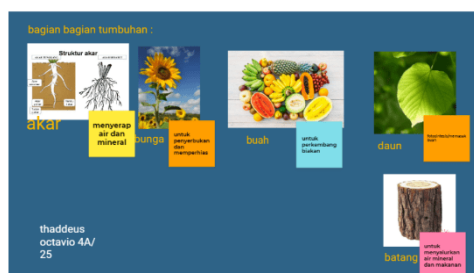 bagian bagian tumbuhan :
Struktur akar
akar
menyerap
air dan
mineral
bunga
untuk
penyerbukan
dan
memperhias
buah
untuk
perkembang
biakan
daun
batang
untuk
menyalurkan
air mineral
dan makanan
thaddeus
octavio 4A/
25